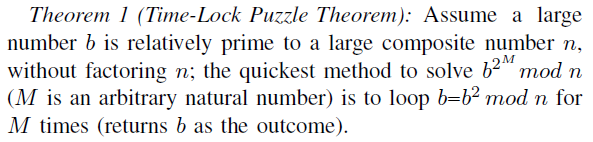 Theorem 1 (Time-Lock Puzzle Theorem): Assume a large
number b is relatively prime to a large composite number n,
without factoring n; the quickest method to solve b^{2^M} mod n
(M is an arbitrary natural number) is to loop b=b² mod n for
M times (returns b as the outcome).